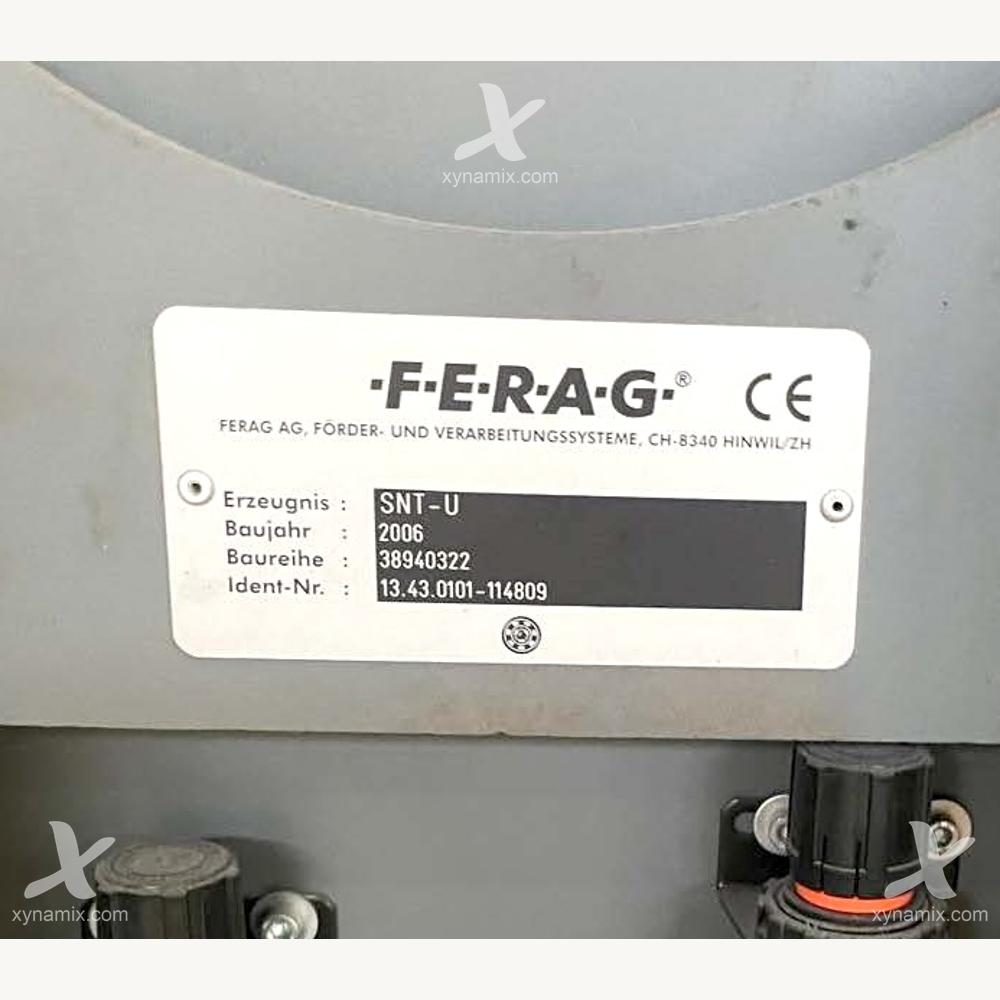 xynamix.com
·F·E·R·A·G·® CE
FERAG AG, FÖRDER- UND VERARBEITUNGSSYSTEME, CH-8340 HINWIL/ZH
Erzeugnis : SNT-U
Baujahr : 2006
Baureihe : 38940322
Ident-Nr. : 13.43.0101-114809
xynamix.com xynamix.com